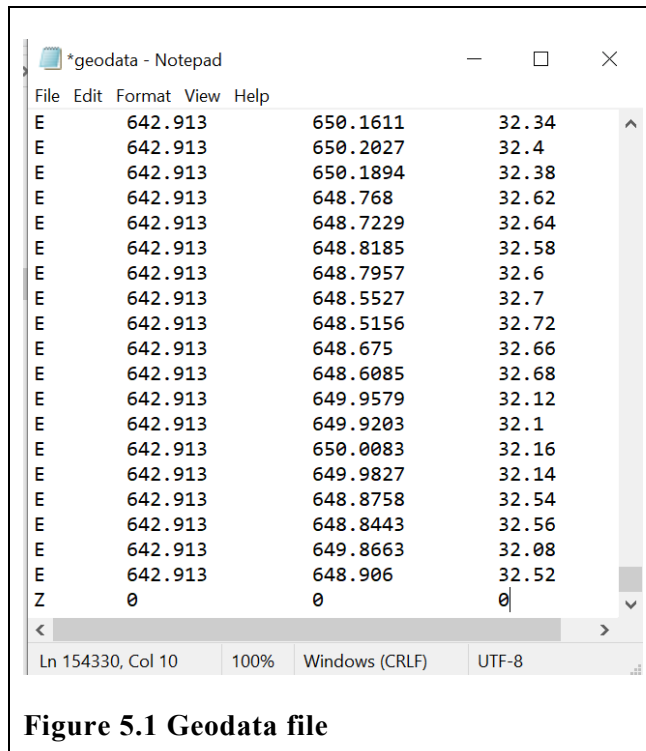 *geodata - Notepad
File Edit Format View Help
E 642.913 650.1611 32.34
E 642.913 650.2027 32.4
E 642.913 650.1894 32.38
E 642.913 648.768 32.62
E 642.913 648.7229 32.64
E 642.913 648.8185 32.58
E 642.913 648.7957 32.6
E 642.913 648.5527 32.7
E 642.913 648.5156 32.72
E 642.913 648.675 32.66
E 642.913 648.6085 32.68
E 642.913 649.9579 32.12
E 642.913 649.9203 32.1
E 642.913 650.0083 32.16
E 642.913 649.9827 32.14
E 642.913 648.8758 32.54
E 642.913 648.8443 32.56
E 642.913 649.8663 32.08
E 642.913 648.906 32.52
Z 0 0 0
Ln 154330, Col 10 100% Windows (CRLF) UTF-8
Figure 5.1 Geodata file